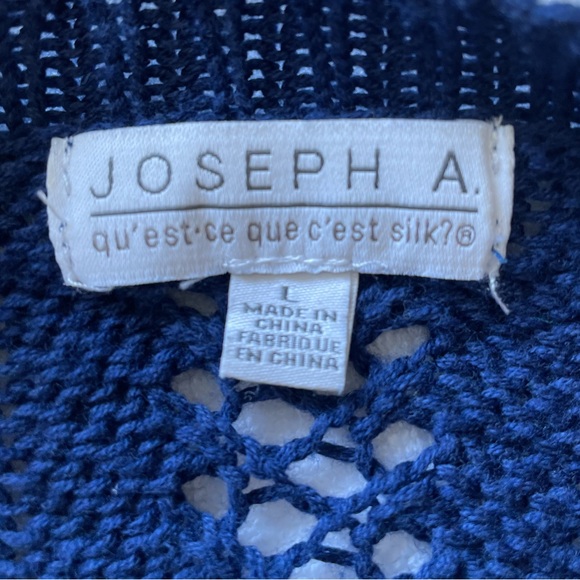 JOSEPH A.
qu'est·ce que c'est silk?®
L
MADE IN
CHINA
FABRIQUE
EN CHINA